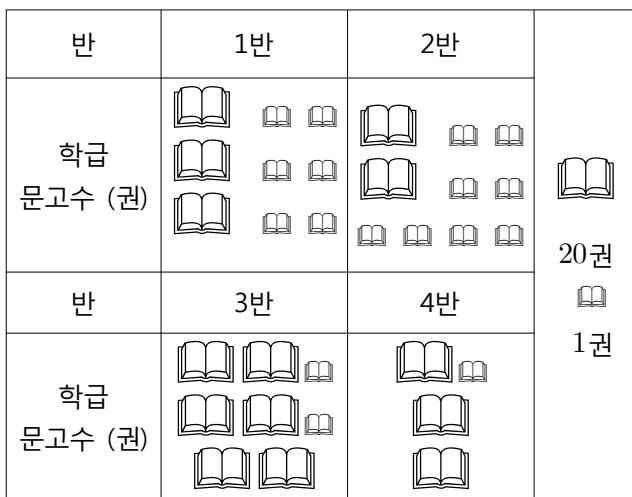 반 1반 2반
학급
문고수 (권)
20권
1권
반 3반 4반
학급
문고수 (권)